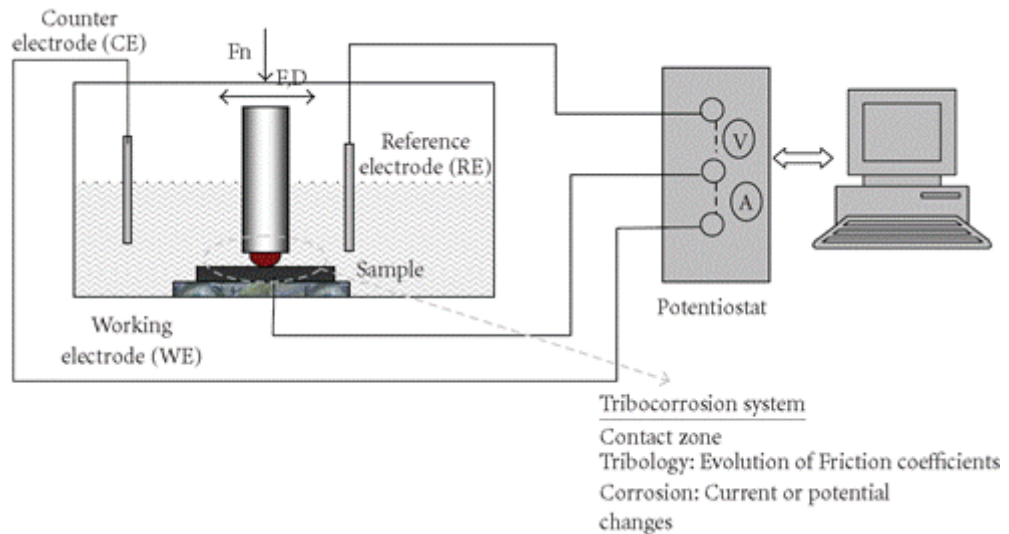 Counter
electrode (CE)
Fn
F,D
Reference
electrode (RE)
V
A
Sample
Potentiostat
Working
electrode (WE)
Tribocorrosion system
Contact zone
Tribology: Evolution of Friction coefficients
Corrosion: Current or potential
changes